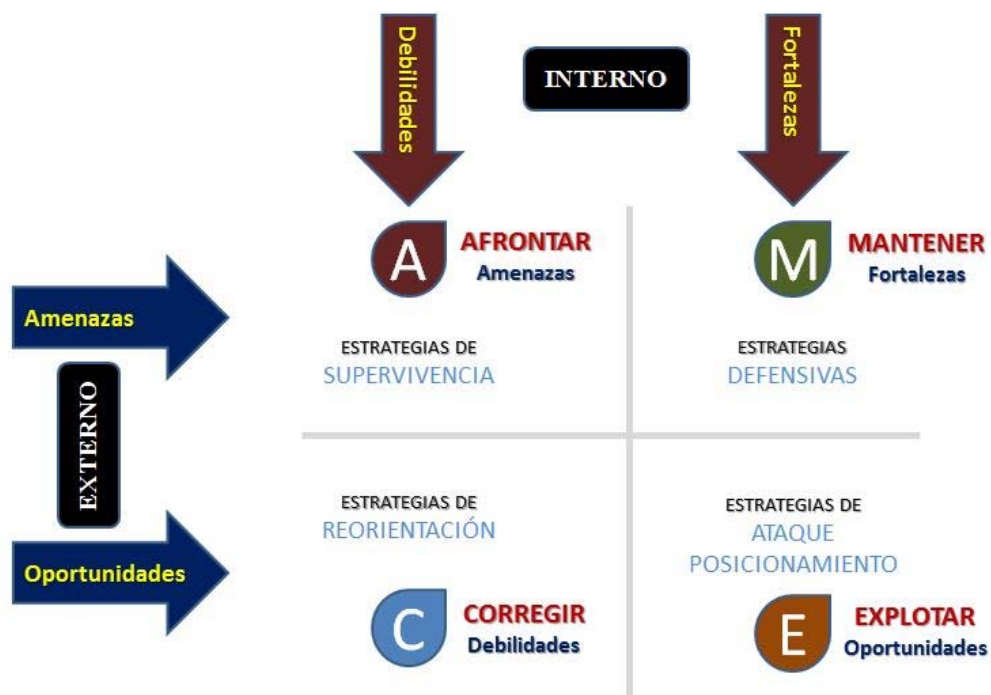 Debilidades
INTERNO
Fortalezas
A
AFRONTAR
Amenazas
M
MANTENER
Fortalezas
Amenazas
ESTRATEGIAS DE
SUPERVIVENCIA
ESTRATEGIAS
DEFENSIVAS
EXTERNO
ESTRATEGIAS DE
REORIENTACIÓN
ESTRATEGIAS DE
ATAQUE
POSICIONAMIENTO
Oportunidades
C
CORREGIR
Debilidades
E
EXPLOTAR
Oportunidades